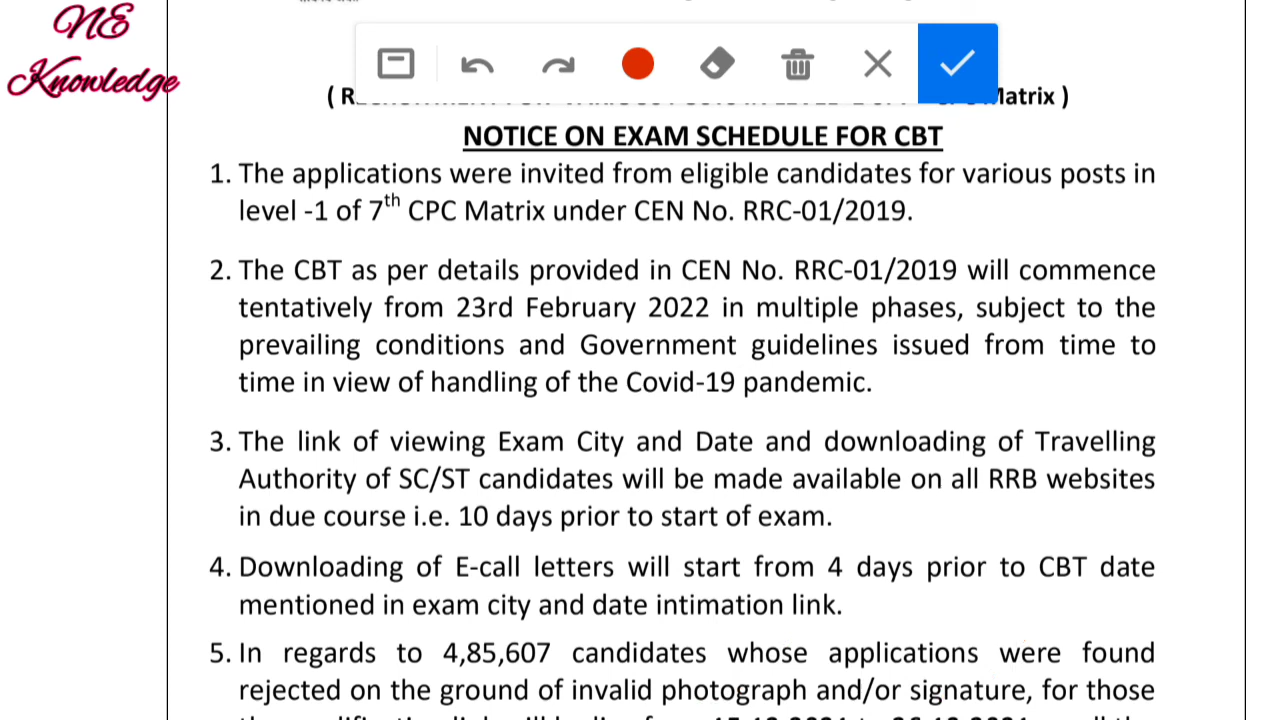 NE
Knowledge
Matrix )
NOTICE ON EXAM SCHEDULE FOR CBT
1. The applications were invited from eligible candidates for various posts in
level -1 of 7th CPC Matrix under CEN No. RRC-01/2019.
2. The CBT as per details provided in CEN No. RRC-01/2019 will commence
tentatively from 23rd February 2022 in multiple phases, subject to the
prevailing conditions and Government guidelines issued from time to
time in view of handling of the Covid-19 pandemic.
3. The link of viewing Exam City and Date and downloading of Travelling
Authority of SC/ST candidates will be made available on all RRB websites
in due course i.e. 10 days prior to start of exam.
4. Downloading of E-call letters will start from 4 days prior to CBT date
mentioned in exam city and date intimation link.
5. In regards to 4,85,607 candidates whose applications were found
rejected on the ground of invalid photograph and/or signature, for those